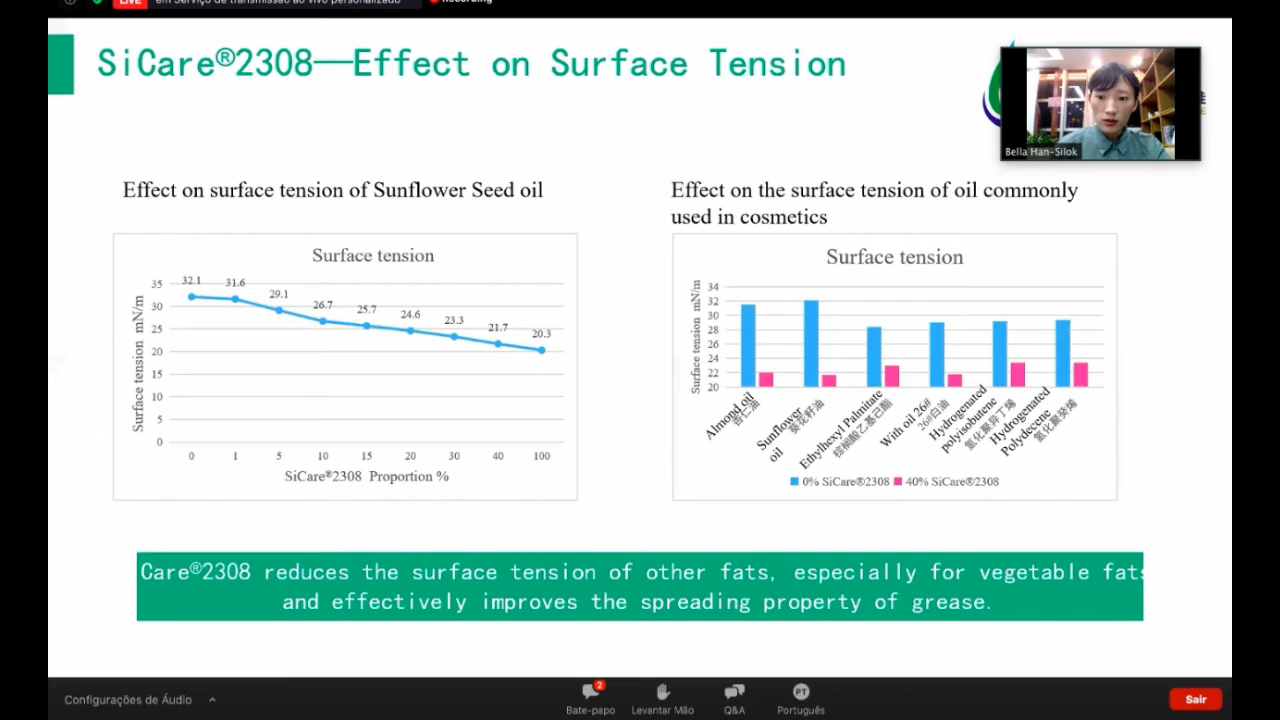 LIVE
em Serviço de transmissão ao vivo personalizado
Recording
SiCare®2308—Effect on Surface Tension
Bella Han-Silok
Effect on surface tension of Sunflower Seed oil
Surface tension
Surface tension mN/m
35
30
25
20
15
10
5
0
32.1 31.6 29.1 26.7 25.7 24.6 23.3 21.7 20.3
0 1 5 10 15 20 30 40 100
SiCare®2308 Proportion %
Effect on the surface tension of oil commonly
used in cosmetics
Surface tension
Surface tension mN/m
34
32
30
28
26
24
22
20
Almond oil
杏仁油
Sunflower
oil
葵花籽油
Ethylhexyl Palmitate
棕榈酸乙基己酯
With oil 26#
26#白油
Hydrogenated
polyisobutene
氢化聚异丁烯
Hydrogenated
Polydecene
氢化聚癸烯
0% SiCare®2308 40% SiCare®2308
Care®2308 reduces the surface tension of other fats, especially for vegetable fats
and effectively improves the spreading property of grease.
Configurações de Áudio
2
Bate-papo
Levantar Mão
Q&A
PT
Português
Sair